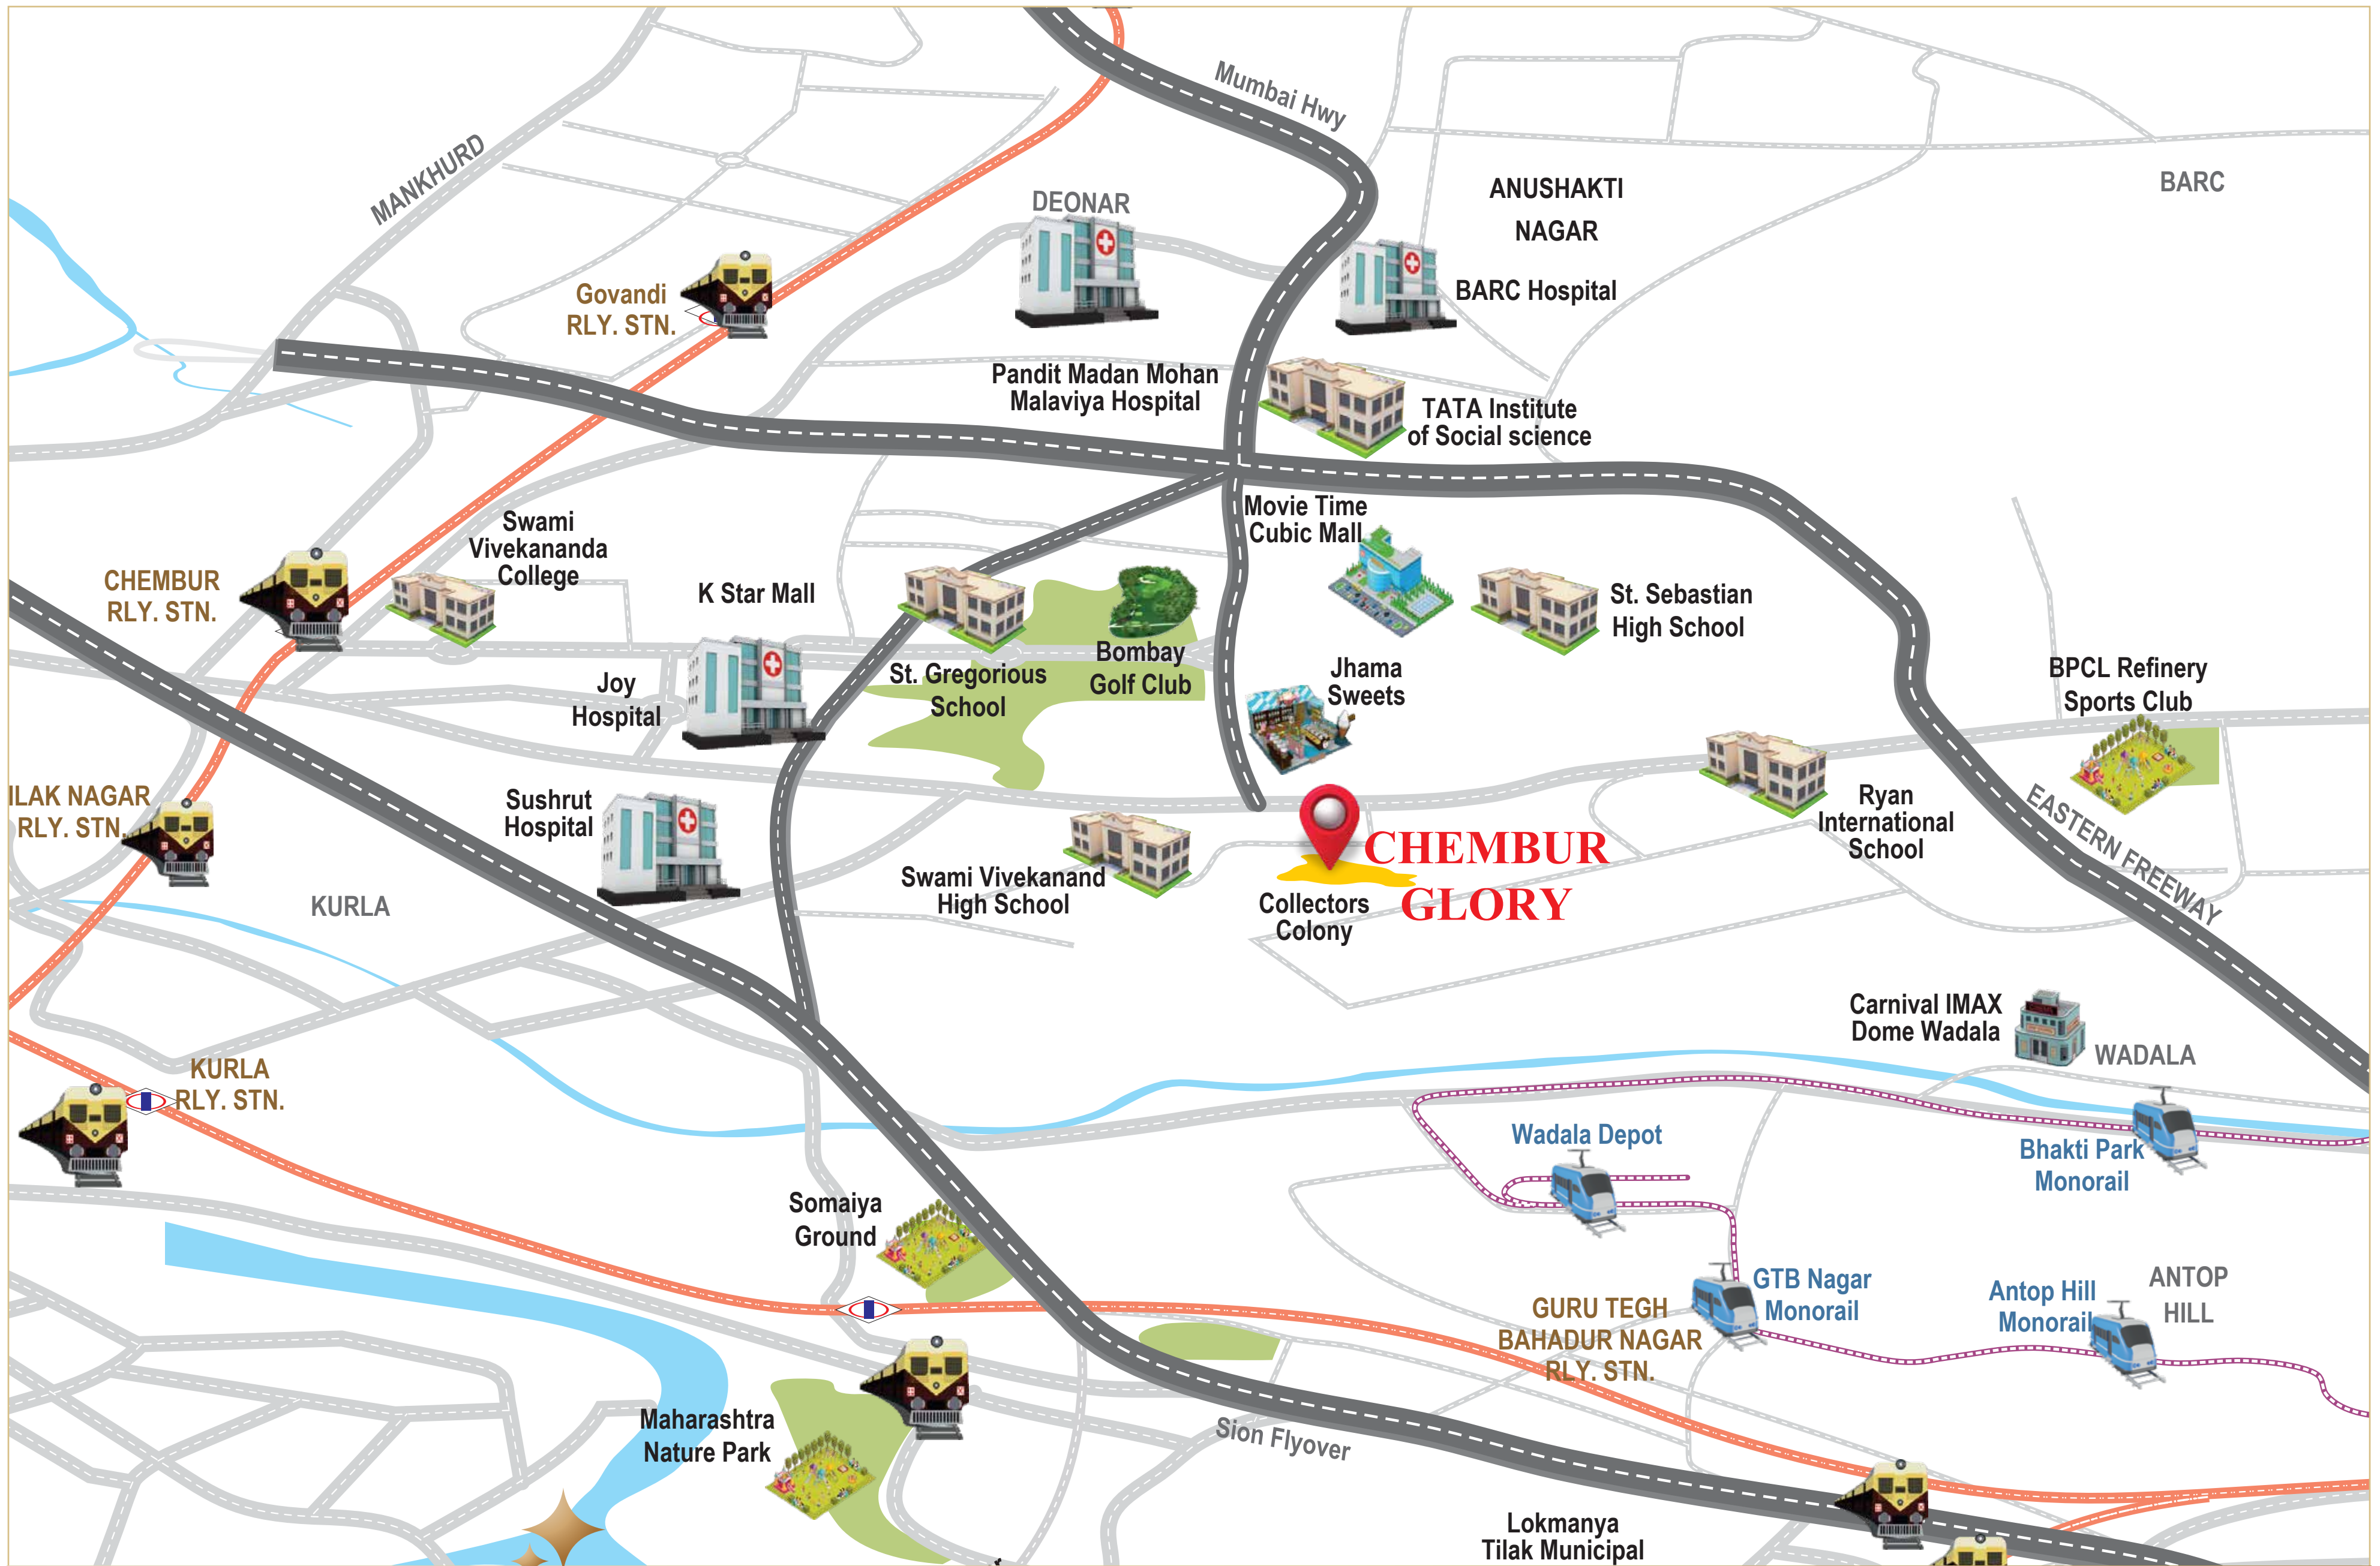 Mumbai Hwy
MANKHURD
DEONAR
ANUSHAKTI
NAGAR
BARC
Govandi
RLY. STN.
BARC Hospital
Pandit Madan Mohan
Malaviya Hospital
TATA Institute
of Social science
Swami
Vivekananda
College
Movie Time
Cubic Mall
CHEMBUR
RLY. STN.
K Star Mall
St. Sebastian
High School
Joy
Hospital
St. Gregorious
School
Bombay
Golf Club
Jhama
Sweets
BPCL Refinery
Sports Club
ILAK NAGAR
RLY. STN.
Sushrut
Hospital
Ryan
International
School
EASTERN FREEWAY
CHEMBUR
GLORY
KURLA
Swami Vivekanand
High School
Collectors
Colony
Carnival IMAX
Dome Wadala
WADALA
KURLA
RLY. STN.
Wadala Depot
Bhakti Park
Monorail
Somaiya
Ground
GTB Nagar
Monorail
Antop Hill
Monorail
ANTOP
HILL
GURU TEGH
BAHADUR NAGAR
RLY. STN.
Maharashtra
Nature Park
Sion Flyover
Lokmanya
Tilak Municipal